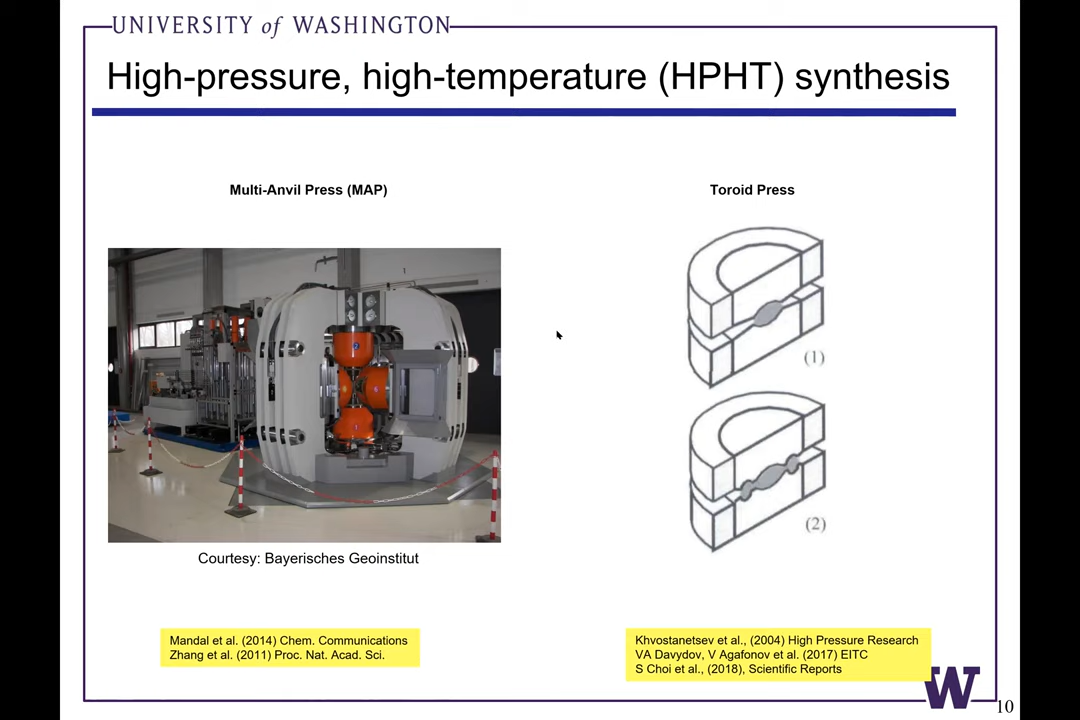 UNIVERSITY of WASHINGTON
High-pressure, high-temperature (HPHT) synthesis
Multi-Anvil Press (MAP)
Toroid Press
(1)
(2)
Courtesy: Bayerisches Geoinstitut
Mandal et al. (2014) Chem. Communications
Zhang et al. (2011) Proc. Nat. Acad. Sci.
Khvostanetsev et al., (2004) High Pressure Research
VA Davydov, V Agafonov et al. (2017) EITC
S Choi et al., (2018), Scientific Reports
W
10